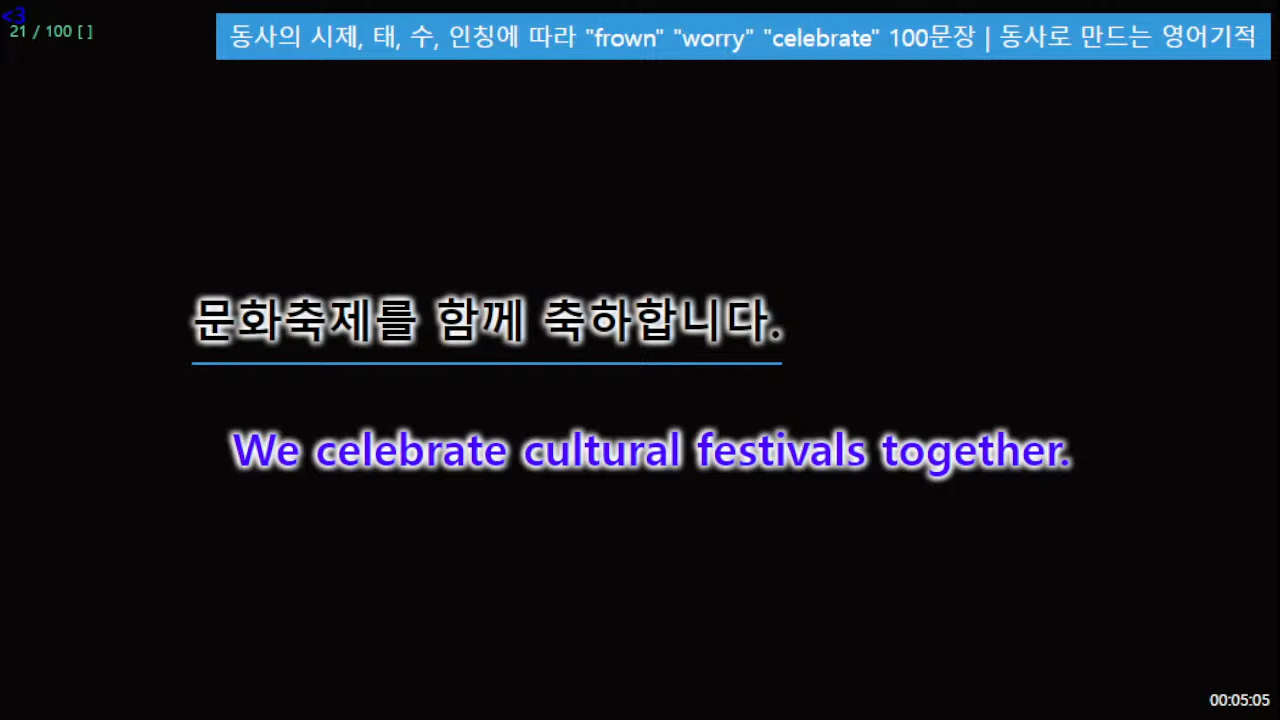 <3
21 / 100 [ ]
동사의 시제, 태, 수, 인칭에 따라 "frown" "worry" "celebrate" 100문장 | 동사로 만드는 영어기적
문화축제를 함께 축하합니다.
We celebrate cultural festivals together.
00:05:05